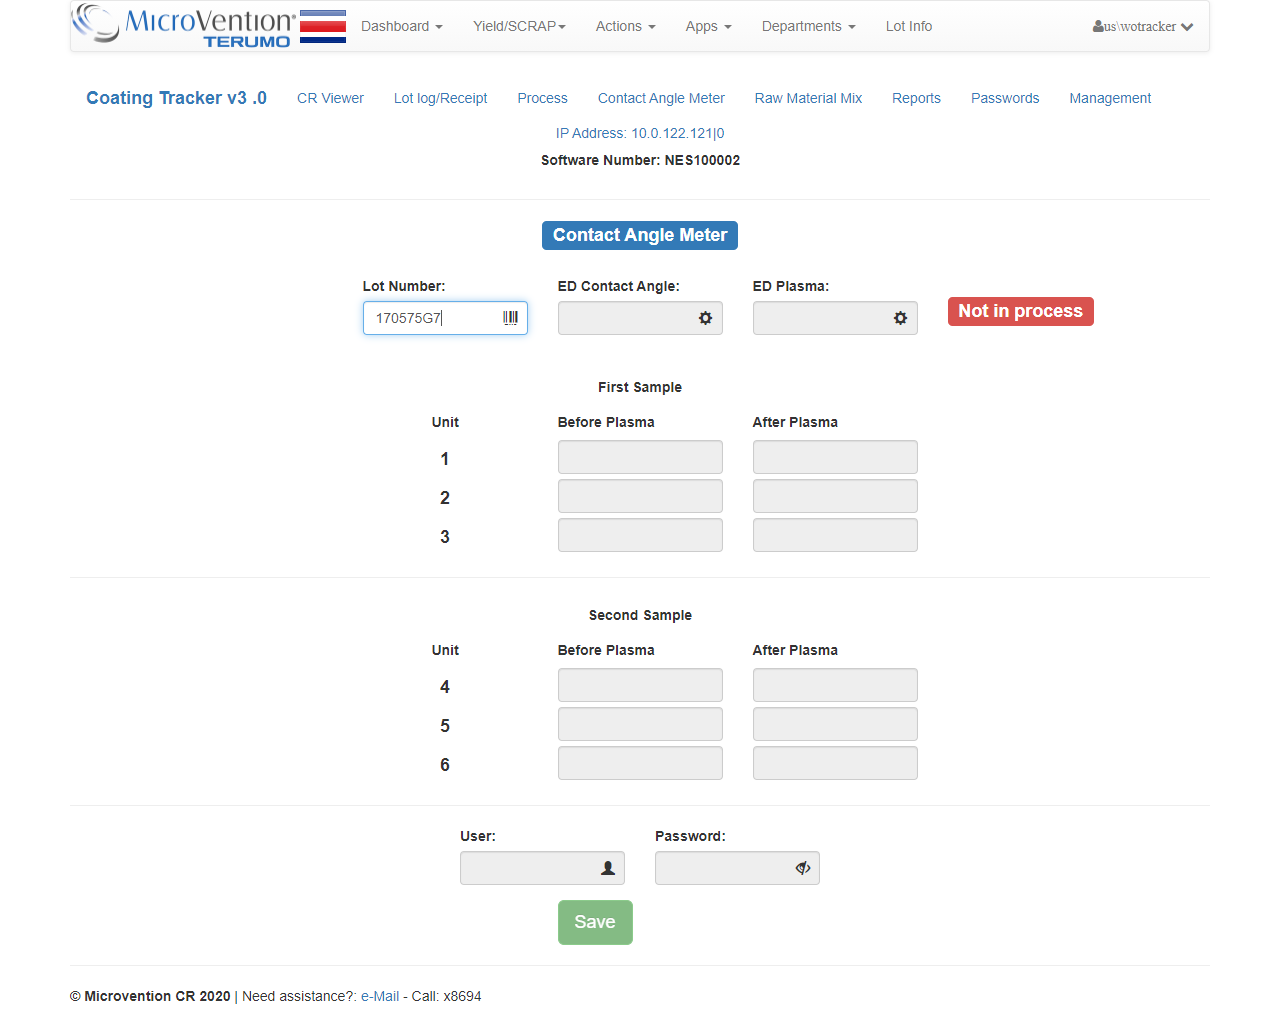 MicroVention TERUMO Dashboard Yield/SCRAP Actions Apps Departments Lot Info us\wotracker
Coating Tracker v3 .0 CR Viewer Lot log/Receipt Process Contact Angle Meter Raw Material Mix Reports Passwords Management
IP Address: 10.0.122.121|0
Software Number: NES100002
Contact Angle Meter
Lot Number: ED Contact Angle: ED Plasma:
170575G7 Not in process
First Sample
Unit Before Plasma After Plasma
1
2
3
Second Sample
Unit Before Plasma After Plasma
4
5
6
User: Password:
Save
© Microvention CR 2020 | Need assistance?: e-Mail - Call: x8694